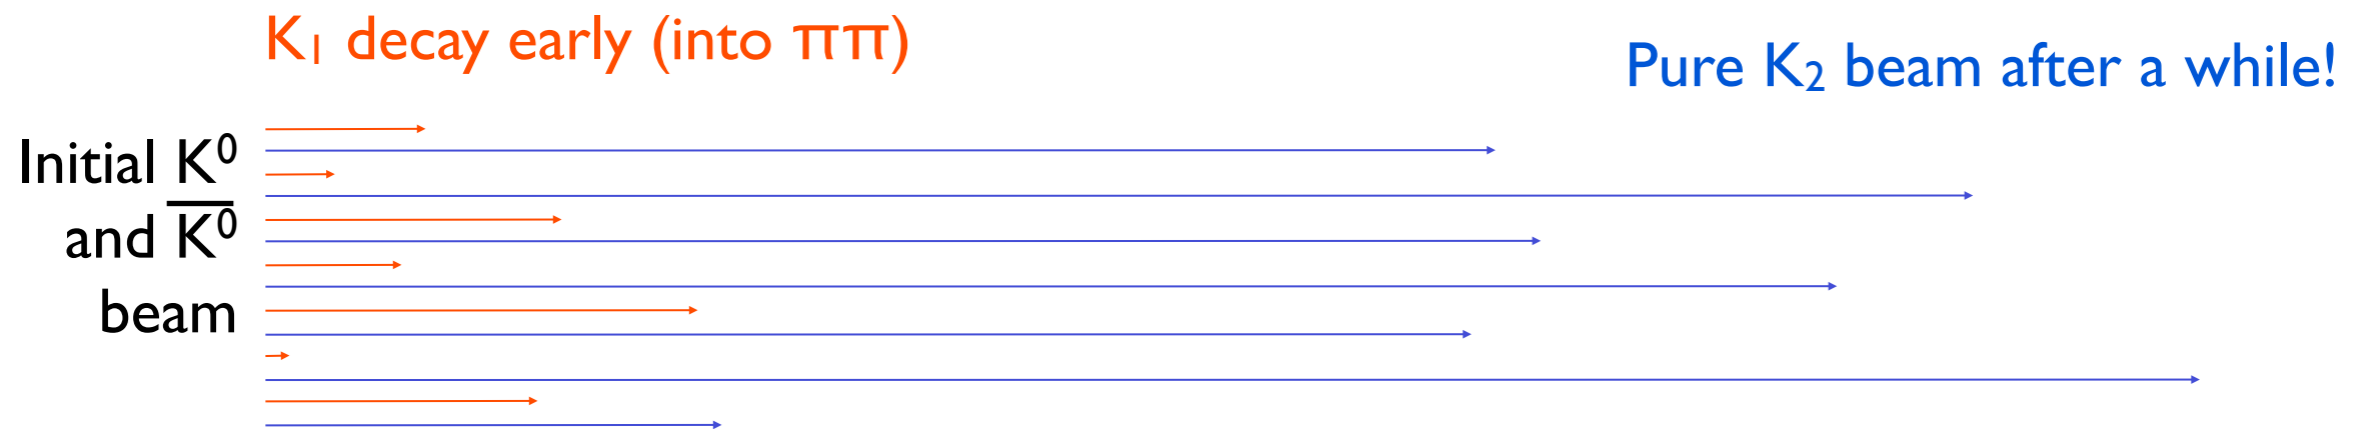 K₁ decay early (into ππ)
Pure K₂ beam after a while!
Initial K⁰
and K̅⁰
beam